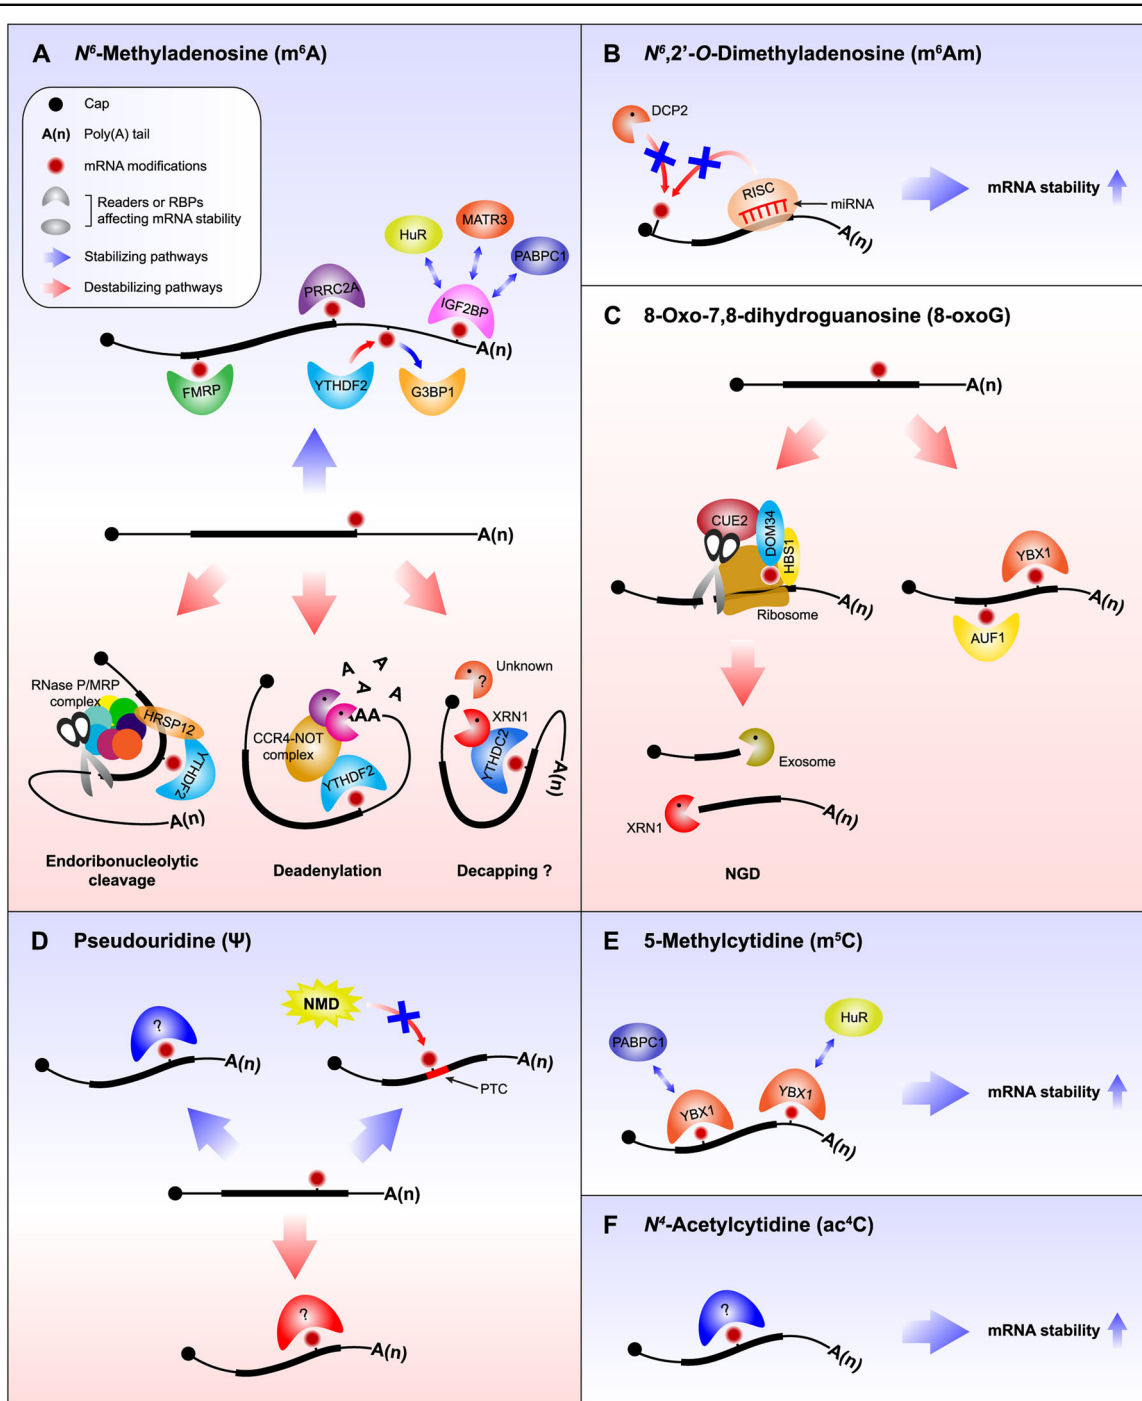 A N⁶-Methyladenosine (m⁶A)
Cap
A(n) Poly(A) tail
mRNA modifications
Readers or RBPs
affecting mRNA stability
Stabilizing pathways
Destabilizing pathways
HuR
MATR3
PABPC1
PRRC2A
IGF2BP
A(n)
FMRP
YTHDF2
G3BP1
A(n)
RNase P/MRP
complex
HRSP12
YTHDF2
A(n)
Endoribonucleolytic
cleavage
A
A
A
A
AAA
CCR4-NOT
complex
YTHDF2
Deadenylation
?
Unknown
XRN1
YTHDC2
A(n)
Decapping ?
B N⁶,2’-O-Dimethyladenosine (m⁶Am)
DCP2
RISC
miRNA
A(n)
mRNA stability
C 8-Oxo-7,8-dihydroguanosine (8-oxoG)
A(n)
CUE2
DOM34
HBS1
Ribosome
A(n)
YBX1
AUF1
A(n)
Exosome
XRN1
A(n)
NGD
D Pseudouridine (Ψ)
?
A(n)
NMD
A(n)
PTC
A(n)
?
A(n)
E 5-Methylcytidine (m⁵C)
PABPC1
HuR
YBX1
YBX1
A(n)
mRNA stability
F N⁴-Acetylcytidine (ac⁴C)
?
A(n)
mRNA stability